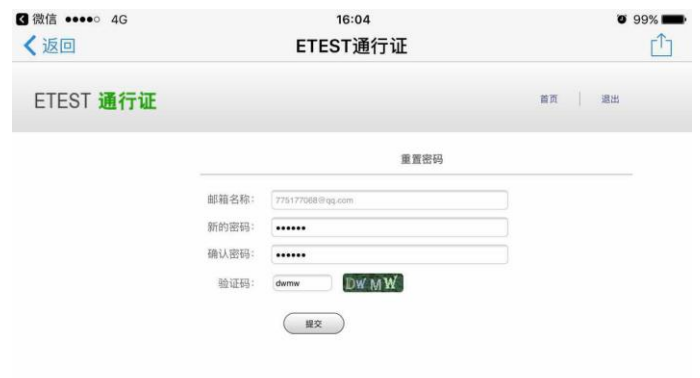 微信 4G 16:04 99%
返回 ETEST通行证
ETEST 通行证 首页 退出
重置密码
邮箱名称: 775177068@qq.com
新的密码: ••••••
确认密码: ••••••
验证码: dwmw DWMW
提交